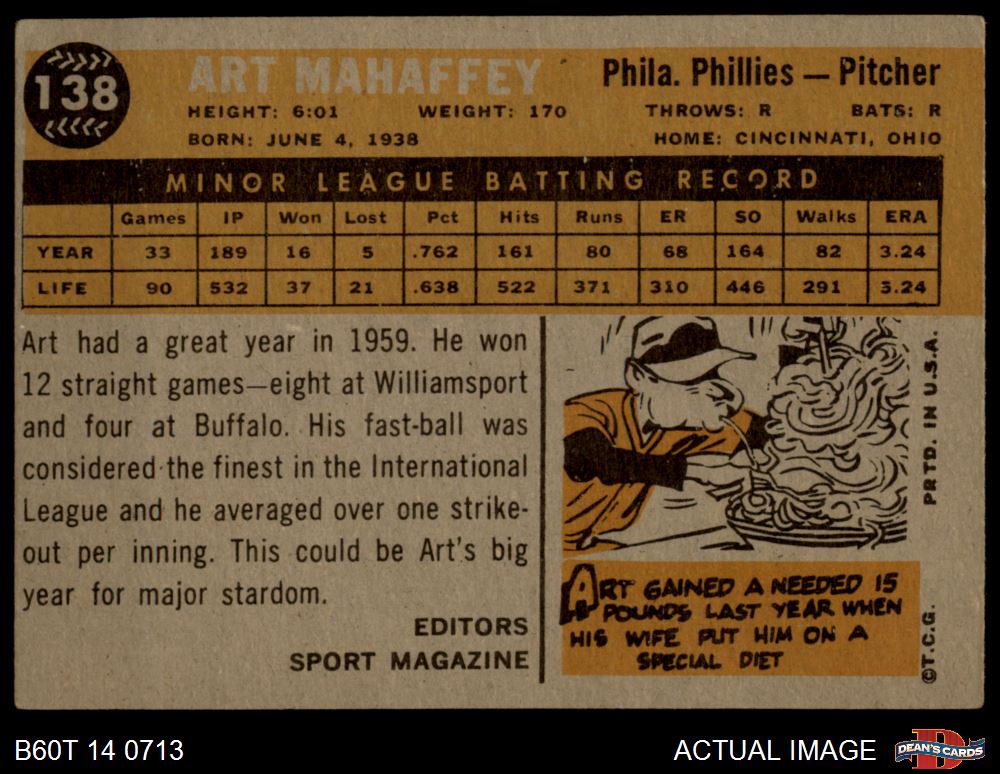 138
ART MAHAFFEY
Phila. Phillies — Pitcher
HEIGHT: 6:01 WEIGHT: 170 THROWS: R BATS: R
BORN: JUNE 4, 1938 HOME: CINCINNATI, OHIO
MINOR LEAGUE BATTING RECORD
Games IP Won Lost Pct Hits Runs ER SO Walks ERA
YEAR 33 189 16 5 .762 161 80 68 164 82 3.24
LIFE 90 532 37 21 .638 522 371 310 446 291 5.24
Art had a great year in 1959. He won
12 straight games—eight at Williamsport
and four at Buffalo. His fast-ball was
considered the finest in the International
League and he averaged over one strike-
out per inning. This could be Art's big
year for major stardom.
EDITORS
SPORT MAGAZINE
ART GAINED A NEEDED 15
POUNDS LAST YEAR WHEN
HIS WIFE PUT HIM ON A
SPECIAL DIET
©T.C.G. PRTD. IN U.S.A.
B60T 14 0713
ACTUAL IMAGE
D
DEAN'S CARDS